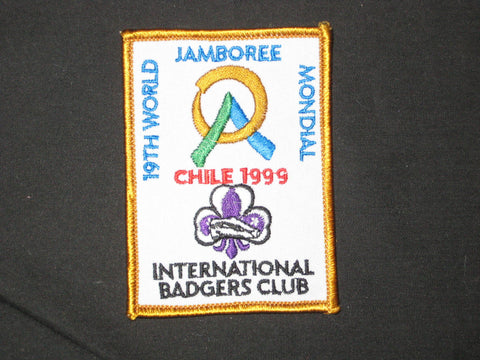 19TH WORLD
JAMBOREE
MONDIAL
CHILE 1999
INTERNATIONAL
BADGERS CLUB